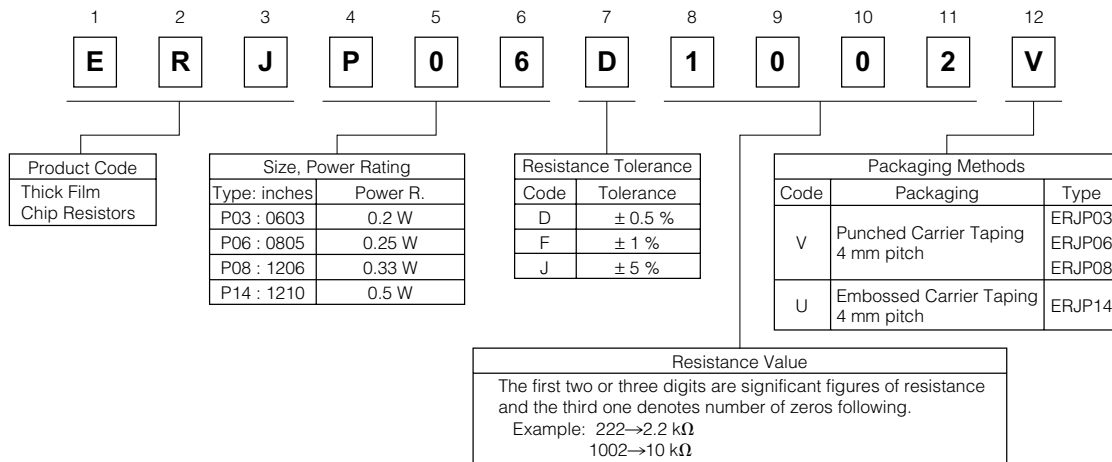 1 2 3 4 5 6 7 8 9 10 11 12
E R J P 0 6 D 1 0 0 2 V
Product Code
Thick Film
Chip Resistors
Size, Power Rating
Type: inches Power R.
P03 : 0603 0.2 W
P06 : 0805 0.25 W
P08 : 1206 0.33 W
P14 : 1210 0.5 W
Resistance Tolerance
Code Tolerance
D ± 0.5 %
F ± 1 %
J ± 5 %
Packaging Methods
Code Packaging Type
V Punched Carrier Taping
4 mm pitch
ERJP03
ERJP06
ERJP08
U Embossed Carrier Taping
4 mm pitch
ERJP14
Resistance Value
The first two or three digits are significant figures of resistance
and the third one denotes number of zeros following.
Example: 222→2.2 kΩ
1002→10 kΩ